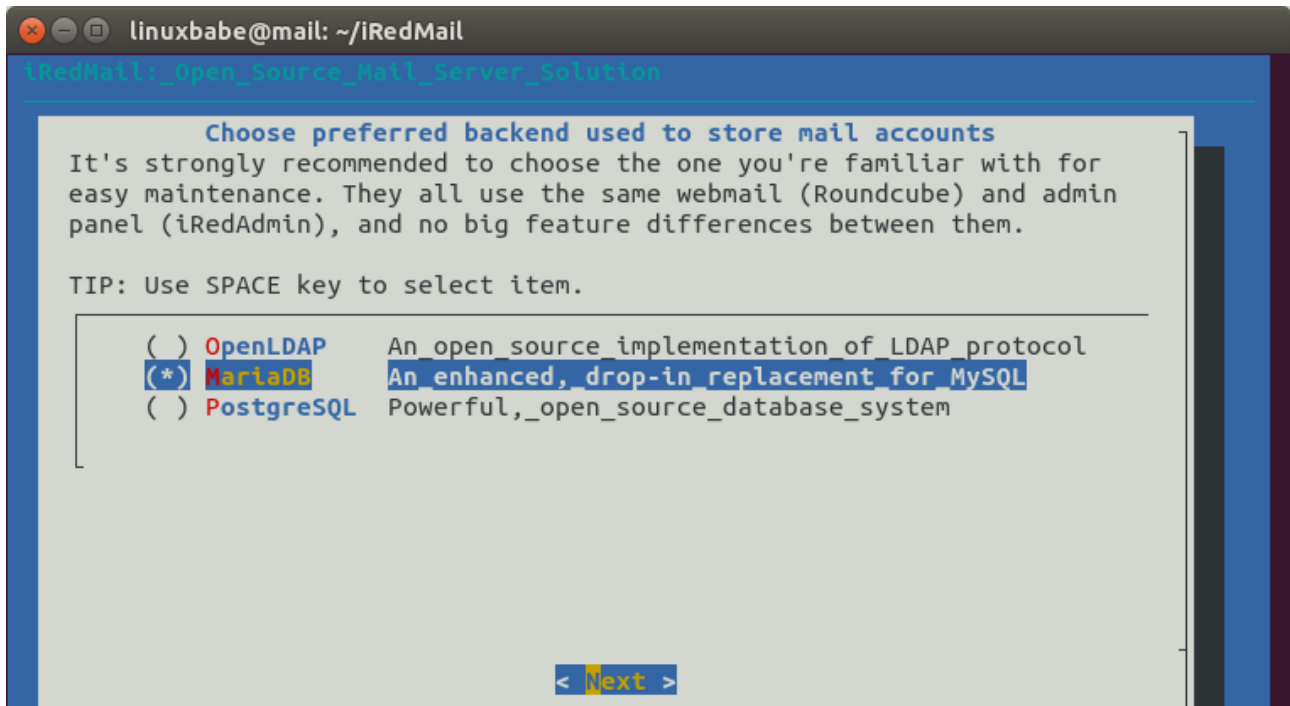 linuxbabe@mail: ~/iRedMail
iRedMail:_Open_Source_Mail_Server_Solution
Choose preferred backend used to store mail accounts
It's strongly recommended to choose the one you're familiar with for
easy maintenance. They all use the same webmail (Roundcube) and admin
panel (iRedAdmin), and no big feature differences between them.
TIP: Use SPACE key to select item.
( ) OpenLDAP An_open_source_implementation_of_LDAP_protocol
(*) MariaDB An_enhanced,_drop-in_replacement_for_MySQL
( ) PostgreSQL Powerful,_open_source_database_system
< Next >